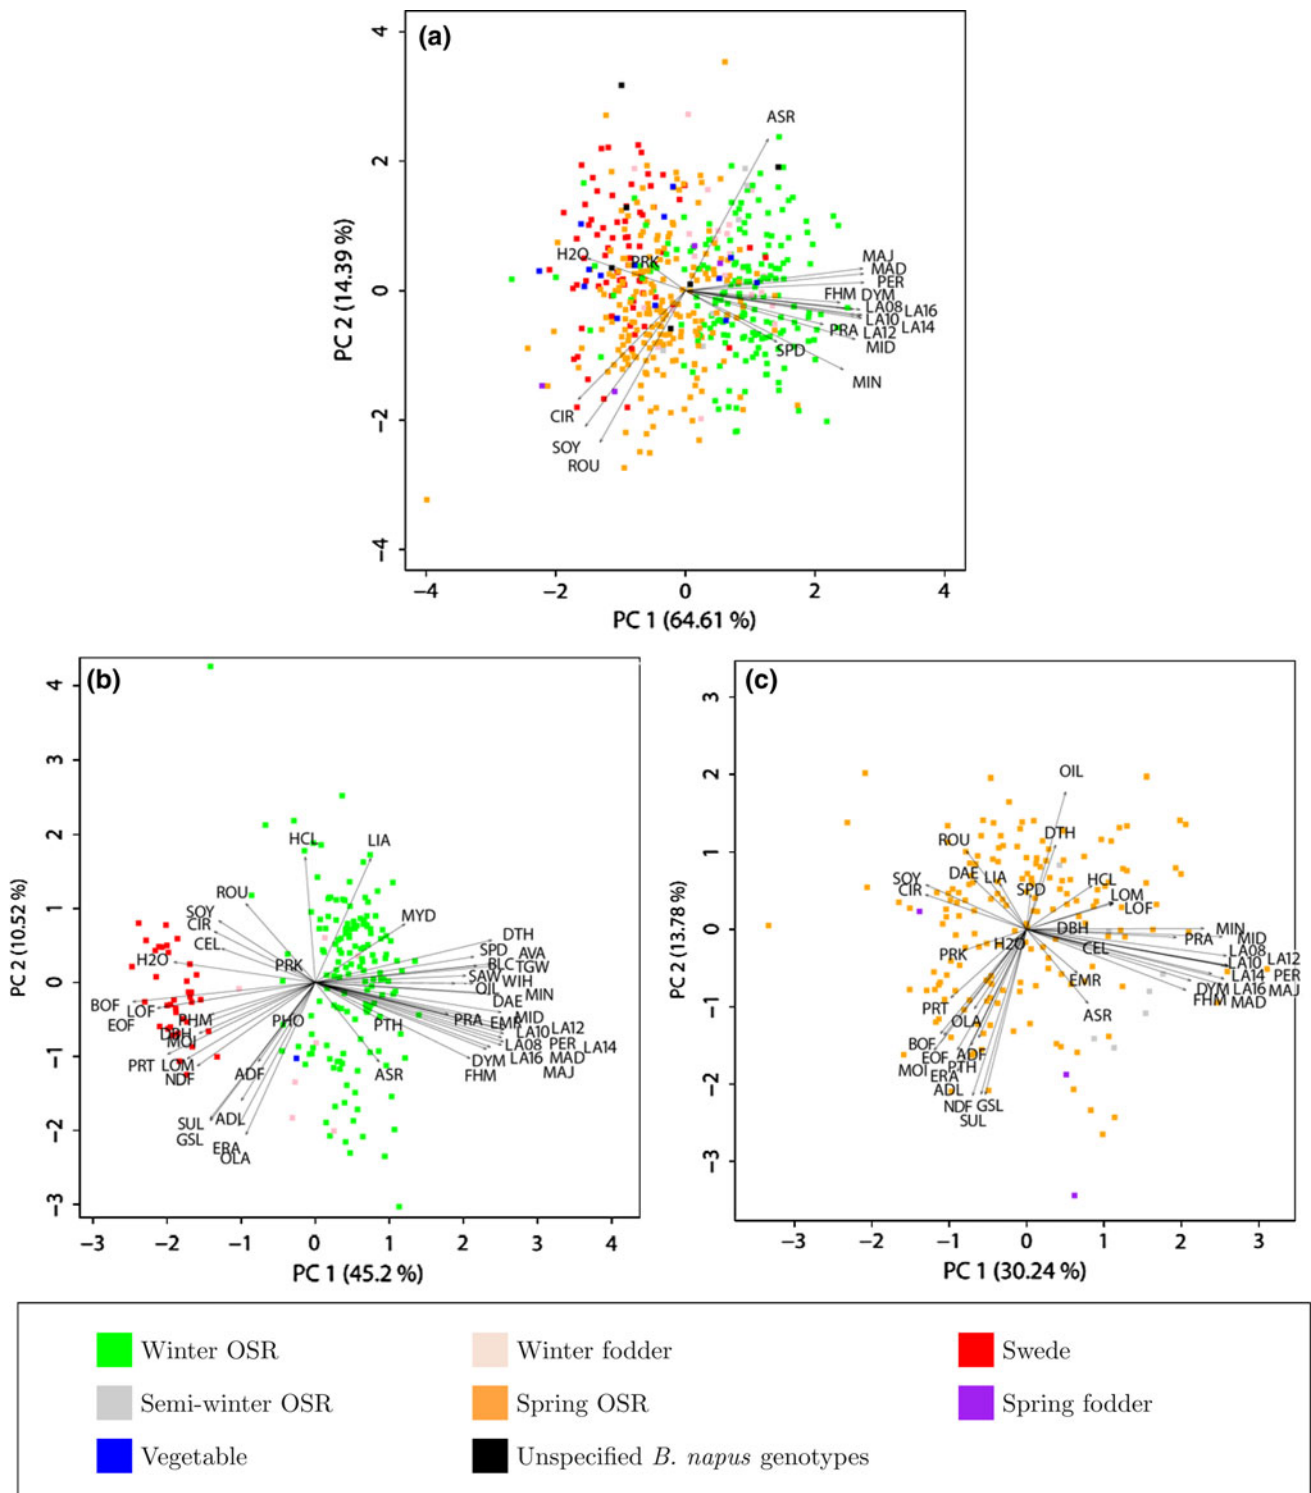 (a)
4
2
0
−2
−4
PC 2 (14.39 %)
ASR
H2O
PRK
MAJ
MAD
PER
FHM DYM
LA08 LA16
LA10
LA14
PRA LA12
MID
SPD
MIN
CIR
SOY
ROU
−4 −2 0 2 4
PC 1 (64.61 %)
(b)
4
3
2
1
0
−1
−2
−3
PC 2 (10.52 %)
HCL
LIA
ROU
SOY
CIR
CEL
H2O
PRK
MYD
DTH
SPD AVA
BLC TGW
SAW WIH
OIL
DAE MIN
BOF LOF
EOF
RHM
DBH
MOI
PHO
PTH
PRA
EMR
MID
LA10 LA12
LA08 PER LA14
DYM LA16 MAD
FHM
MAJ
PRT LOM
NDF
ADF
ASR
SUL ADL
GSL
ERA
OLA
−3 −2 −1 0 1 2 3 4
PC 1 (45.2 %)
(c)
3
2
1
0
−1
−2
−3
PC 2 (13.78 %)
OIL
DTH
ROU
DAE LIA
SOY
CIR
SPD
HCL
LOM
LOF
DBH
H2O
CEL
PRK
MIN
PRA MID
LA08
LA10 LA12
LA14 PER
DYM LA16 MAJ
FHM MAD
EMR
ASR
PRT
OLA
BOF
EOF ADF
MOI PTH
ERA
ADL
NDF GSL
SUL
−3 −2 −1 0 1 2 3
PC 1 (30.24 %)
Winter OSR
Winter fodder
Swede
Semi-winter OSR
Spring OSR
Spring fodder
Vegetable
Unspecified B. napus genotypes